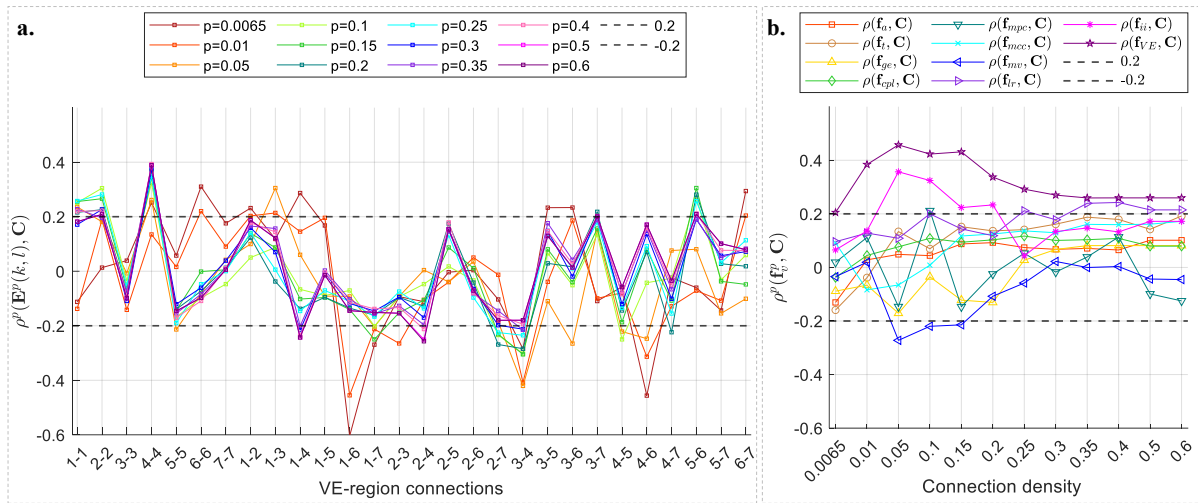 a.
p=0.0065 p=0.1 p=0.25 p=0.4 0.2
p=0.01 p=0.15 p=0.3 p=0.5 -0.2
p=0.05 p=0.2 p=0.35 p=0.6
ρ^p(E^p(k, l), C)
0.4
0.2
0
-0.2
-0.4
-0.6
1-1 2-2 3-3 4-4 5-5 6-6 7-7 1-2 1-3 1-4 1-5 1-6 1-7 2-3 2-4 2-5 2-6 2-7 3-4 3-5 3-6 3-7 4-5 4-6 4-7 5-6 5-7 6-7
VE-region connections
b.
ρ(f_a, C) ρ(f_mpc, C) ρ(f_ii, C)
ρ(f_t, C) ρ(f_mcc, C) ρ(f_VE, C)
ρ(f_ge, C) ρ(f_mv, C) 0.2
ρ(f_cpl, C) ρ(f_lr, C) -0.2
ρ^p(f_v^p, C)
0.4
0.2
0
-0.2
-0.4
-0.6
0.0065 0.01 0.05 0.1 0.15 0.2 0.25 0.3 0.35 0.4 0.5 0.6
Connection density